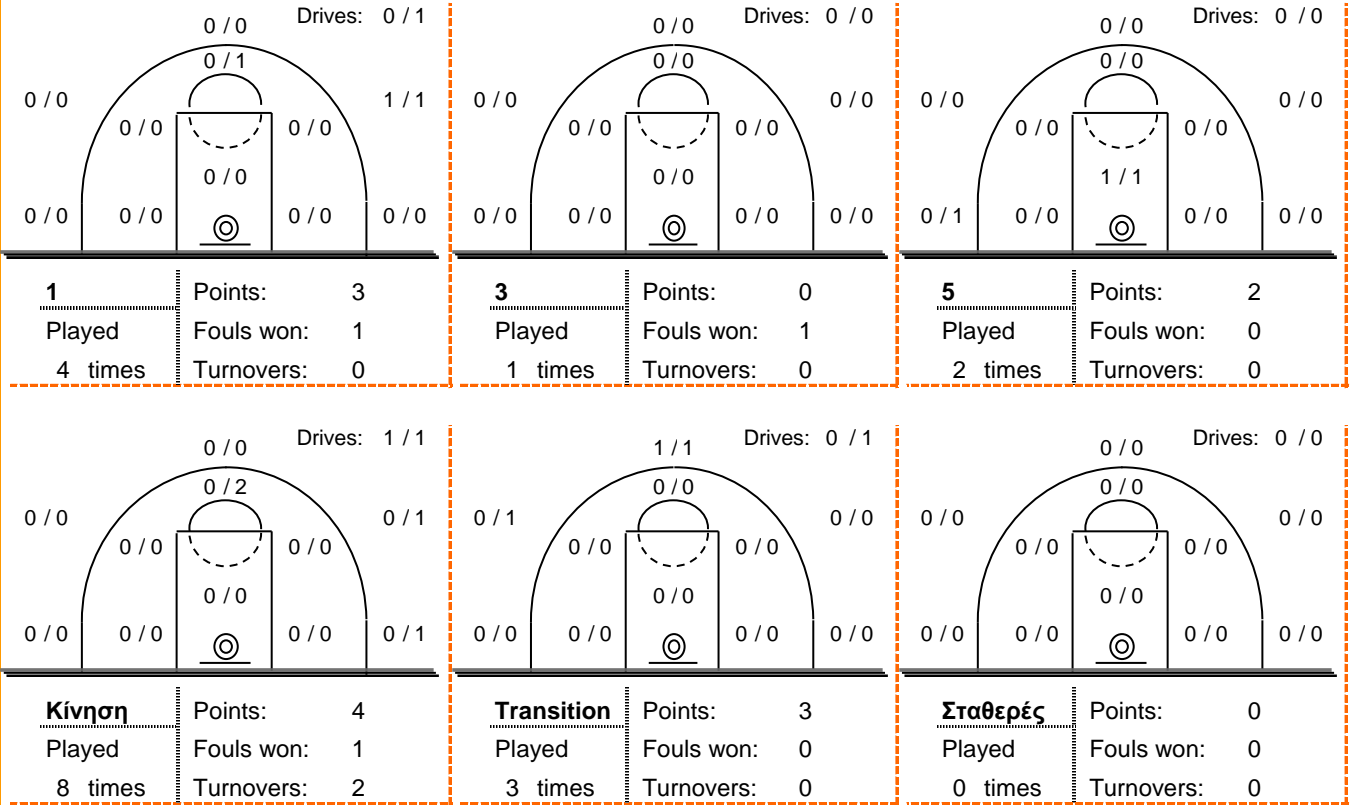 Drives: 0 / 1
0 / 0
0 / 1
0 / 0 1 / 1
0 / 0 0 / 0
0 / 0
0 / 0 0 / 0 0 / 0 0 / 0
1 Points: 3
Played Fouls won: 1
4 times Turnovers: 0
Drives: 0 / 0
0 / 0
0 / 0
0 / 0 0 / 0
0 / 0 0 / 0
0 / 0
0 / 0 0 / 0 0 / 0 0 / 0
3 Points: 0
Played Fouls won: 1
1 times Turnovers: 0
Drives: 0 / 0
0 / 0
0 / 0
0 / 0 0 / 0
0 / 0 0 / 0
1 / 1
0 / 1 0 / 0 0 / 0 0 / 0
5 Points: 2
Played Fouls won: 0
2 times Turnovers: 0
Drives: 1 / 1
0 / 0
0 / 2
0 / 0 0 / 1
0 / 0 0 / 0
0 / 0
0 / 0 0 / 0 0 / 0 0 / 1
Κίνηση Points: 4
Played Fouls won: 1
8 times Turnovers: 2
Drives: 0 / 1
1 / 1
0 / 0
0 / 1 0 / 0
0 / 0 0 / 0
0 / 0
0 / 0 0 / 0 0 / 0 0 / 0
Transition Points: 3
Played Fouls won: 0
3 times Turnovers: 0
Drives: 0 / 0
0 / 0
0 / 0
0 / 0 0 / 0
0 / 0 0 / 0
0 / 0
0 / 0 0 / 0 0 / 0 0 / 0
Σταθερές Points: 0
Played Fouls won: 0
0 times Turnovers: 0